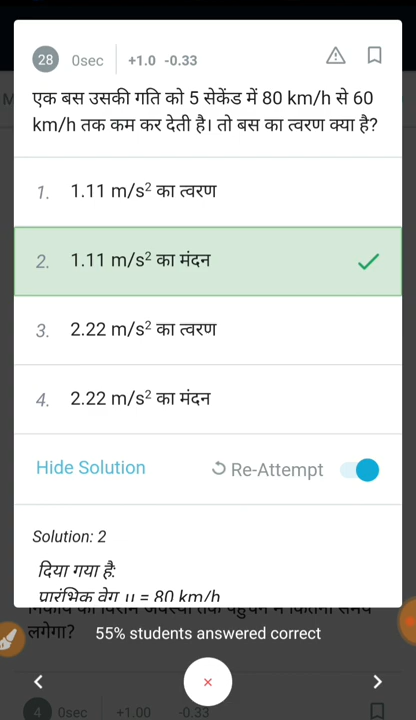 28 0sec +1.0 -0.33
एक बस उसकी गति को 5 सेकेंड में 80 km/h से 60
km/h तक कम कर देती है। तो बस का त्वरण क्या है?
1. 1.11 m/s² का त्वरण
2. 1.11 m/s² का मंदन
3. 2.22 m/s² का त्वरण
4. 2.22 m/s² का मंदन
Hide Solution Re-Attempt
Solution: 2
दिया गया है:
प्रारंभिक वेग u = 80 km/h
लगेगा? 55% students answered correct
4 0sec +1.00 -0.33